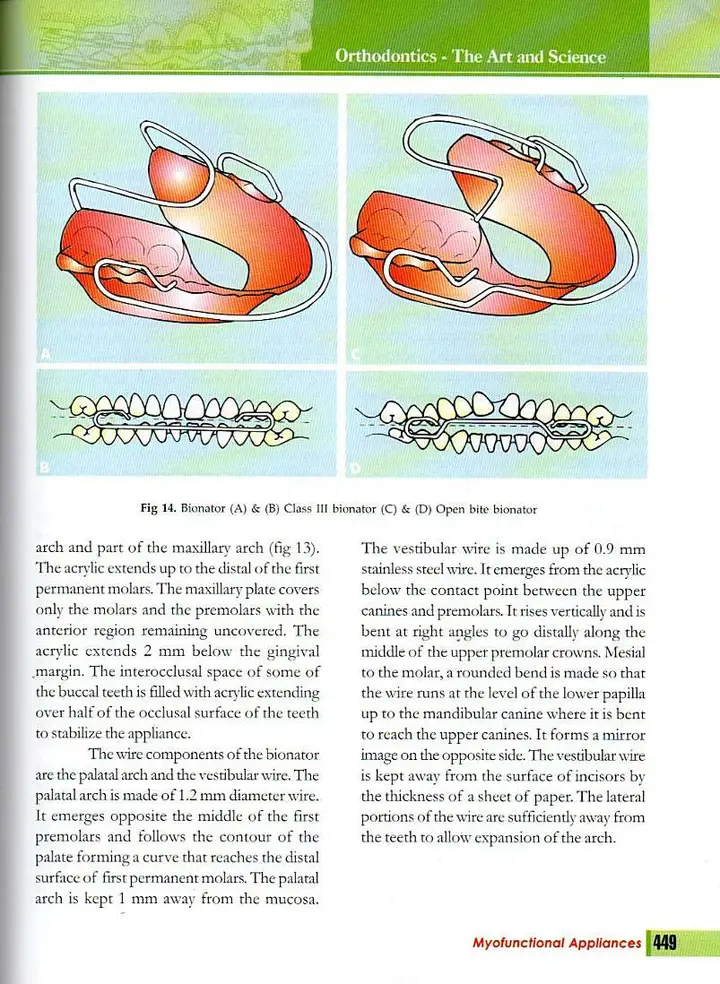 Orthodontics - The Art and Science
A
C
B
D
Fig 14. Bionator (A) & (B) Class III bionator (C) & (D) Open bite bionator
arch and part of the maxillary arch (fig 13).
The acrylic extends up to the distal of the first
permanent molars. The maxillary plate covers
only the molars and the premolars with the
anterior region remaining uncovered. The
acrylic extends 2 mm below the gingival
margin. The interocclusal space of some of
the buccal teeth is filled with acrylic extending
over half of the occlusal surface of the teeth
to stabilize the appliance.
The wire components of the bionator
are the palatal arch and the vestibular wire. The
palatal arch is made of 1.2 mm diameter wire.
It emerges opposite the middle of the first
premolars and follows the contour of the
palate forming a curve that reaches the distal
surface of first permanent molars. The palatal
arch is kept 1 mm away from the mucosa.
The vestibular wire is made up of 0.9 mm
stainless steel wire. It emerges from the acrylic
below the contact point between the upper
canines and premolars. It rises vertically and is
bent at right angles to go distally along the
middle of the upper premolar crowns. Mesial
to the molar, a rounded bend is made so that
the wire runs at the level of the lower papilla
up to the mandibular canine where it is bent
to reach the upper canines. It forms a mirror
image on the opposite side. The vestibular wire
is kept away from the surface of incisors by
the thickness of a sheet of paper. The lateral
portions of the wire are sufficiently away from
the teeth to allow expansion of the arch.
Myofunctional Appliances 449